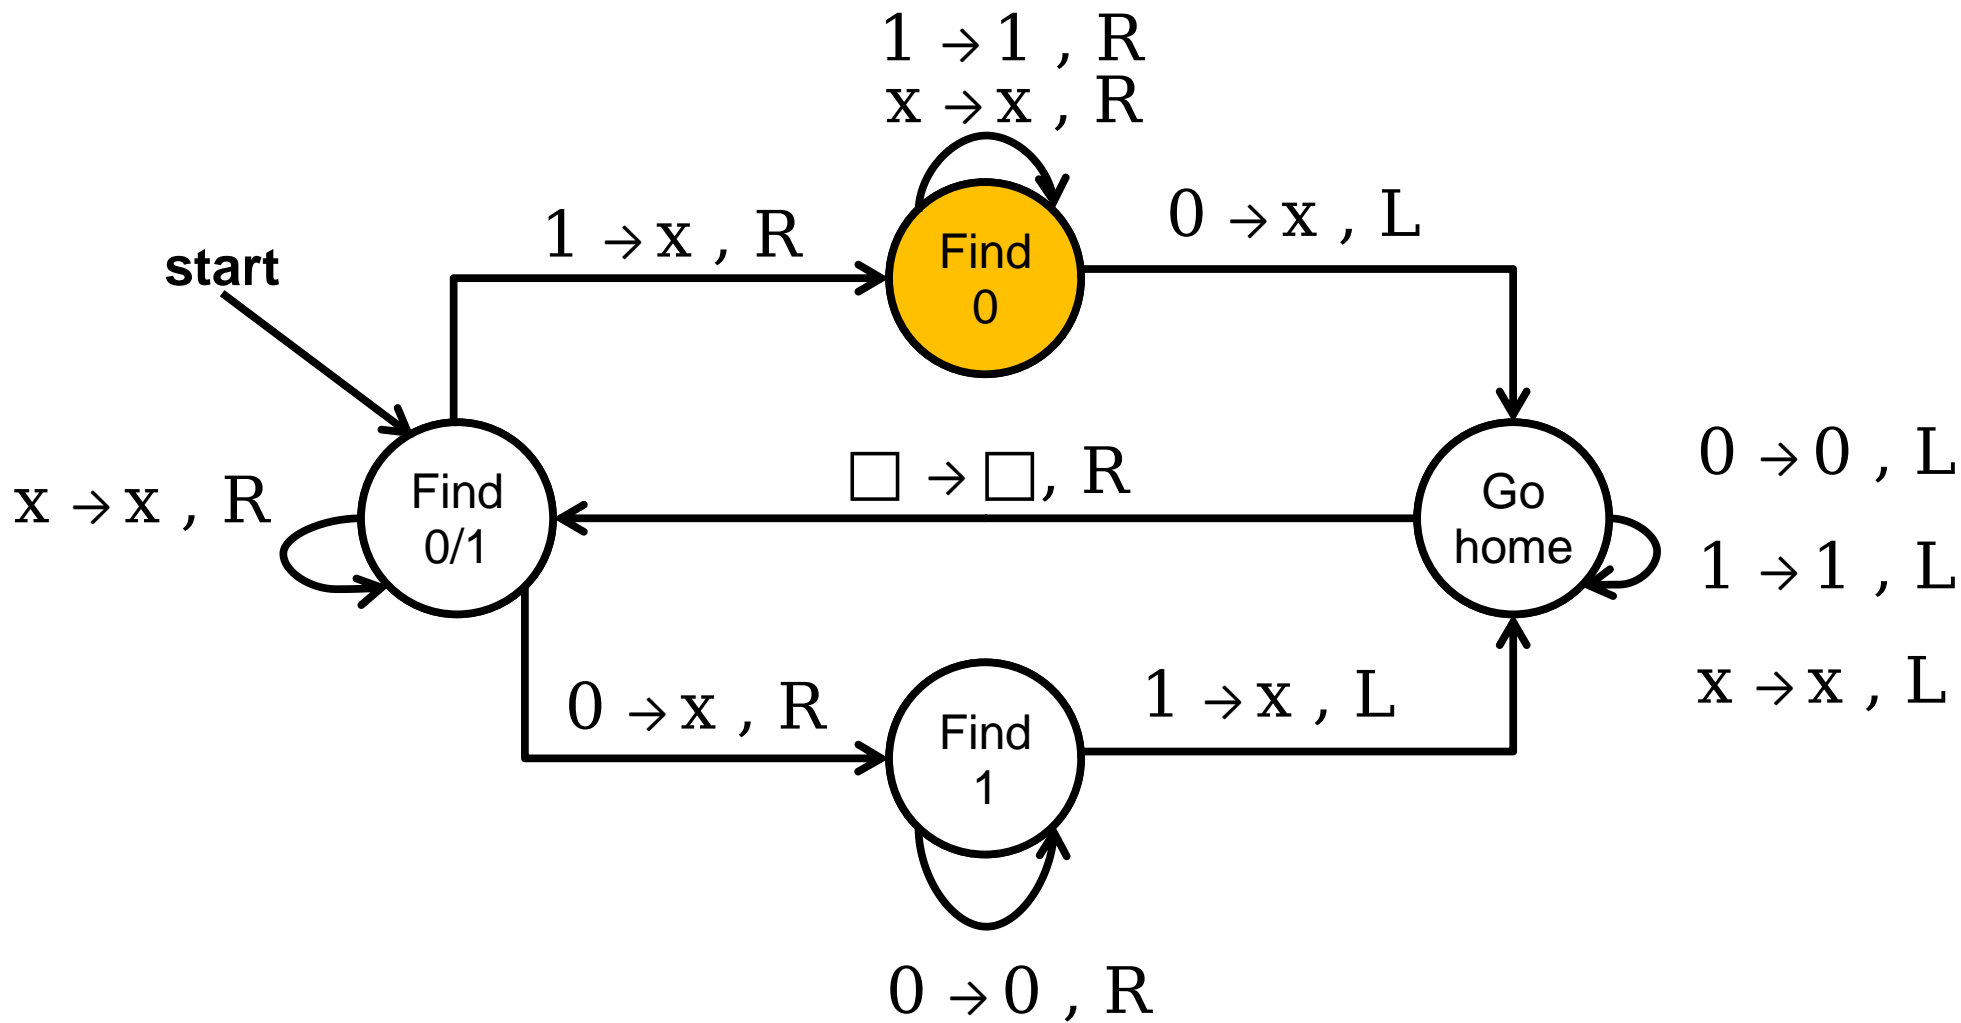 1 → 1 , R
x → x , R
0 → x , L
1 → x , R
start
Find
0
□ → □, R
0 → 0 , L
x → x , R
Find
0/1
Go
home
1 → 1 , L
x → x , L
0 → x , R
1 → x , L
Find
1
0 → 0 , R